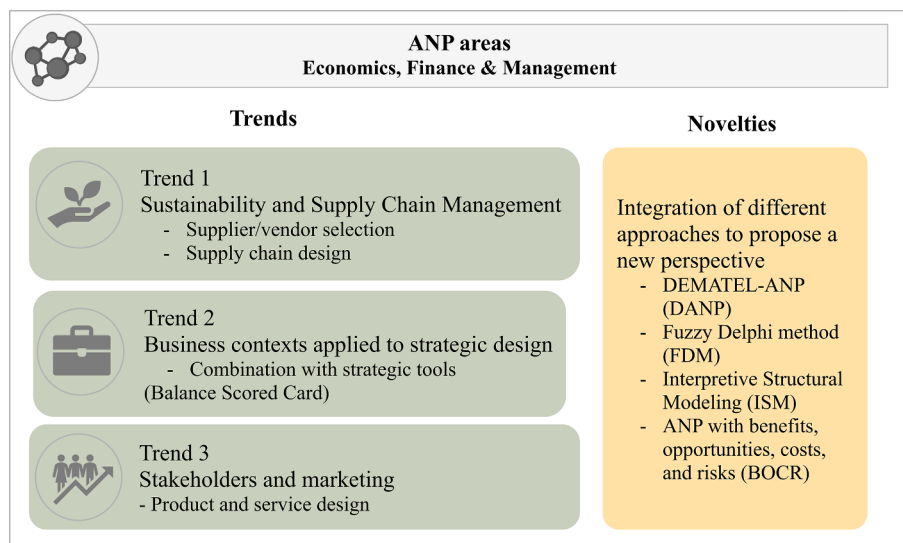 ANP areas
Economics, Finance & Management
Trends
Trend 1
Sustainability and Supply Chain Management
- Supplier/vendor selection
- Supply chain design
Trend 2
Business contexts applied to strategic design
- Combination with strategic tools
(Balance Scored Card)
Trend 3
Stakeholders and marketing
- Product and service design
Novelties
Integration of different
approaches to propose a
new perspective
- DEMATEL-ANP
(DANP)
- Fuzzy Delphi method
(FDM)
- Interpretive Structural
Modeling (ISM)
- ANP with benefits,
opportunities, costs,
and risks (BOCR)